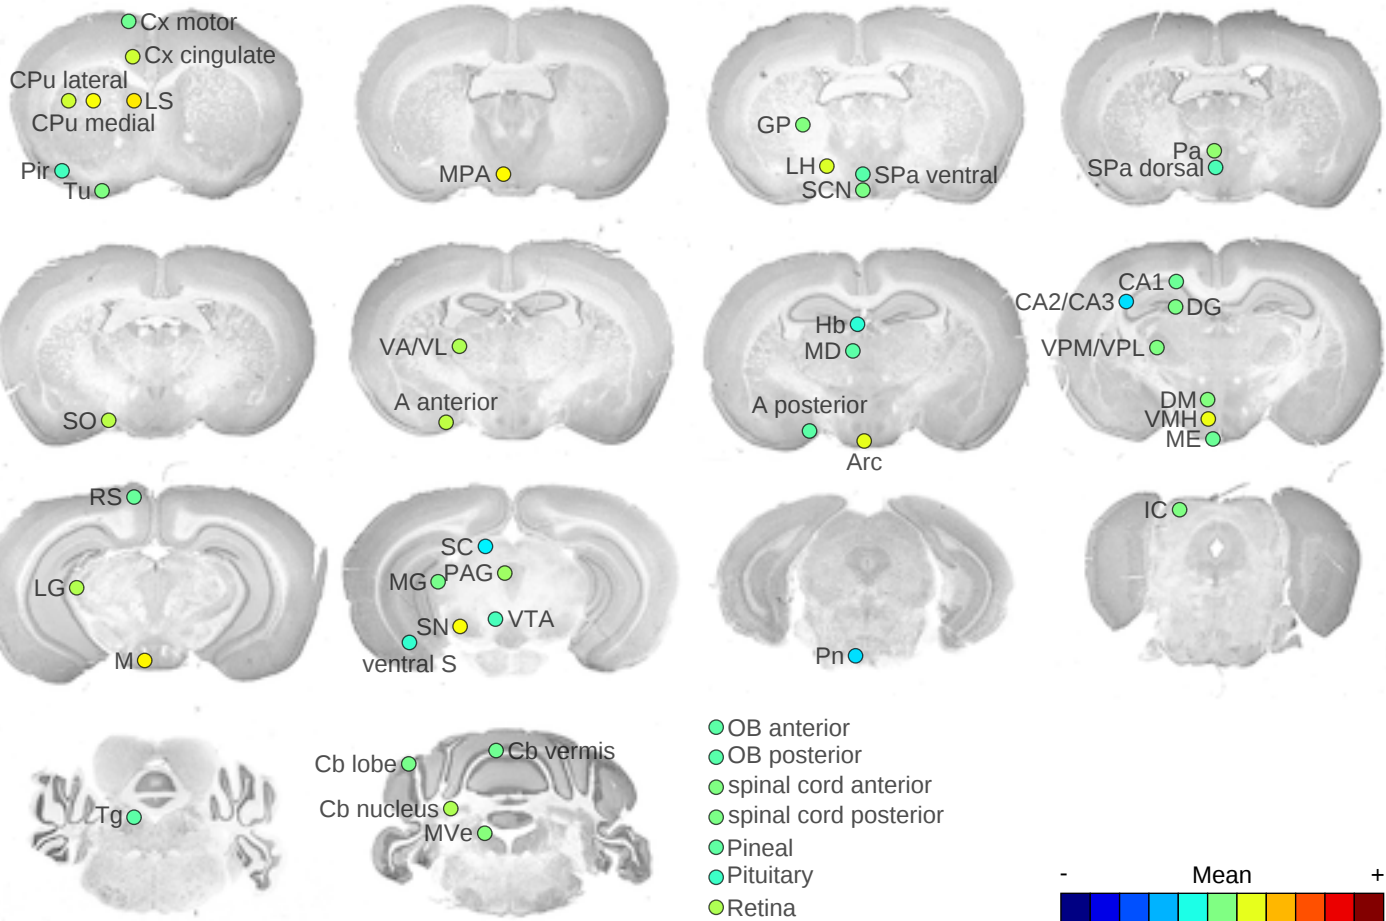 Cx motor
Cx cingulate
CPu lateral
LS
CPu medial
Pir
Tu
MPA
GP
LH
SPa ventral
SCN
Pa
SPa dorsal
SO
VA/VL
A anterior
Hb
MD
A posterior
Arc
CA1
CA2/CA3
DG
VPM/VPL
DM
VMH
ME
RS
LG
M
SC
MG
PAG
SN
VTA
ventral S
Pn
IC
Tg
Cb lobe
Cb vermis
Cb nucleus
MVe
OB anterior
OB posterior
spinal cord anterior
spinal cord posterior
Pineal
Pituitary
Retina
- Mean +